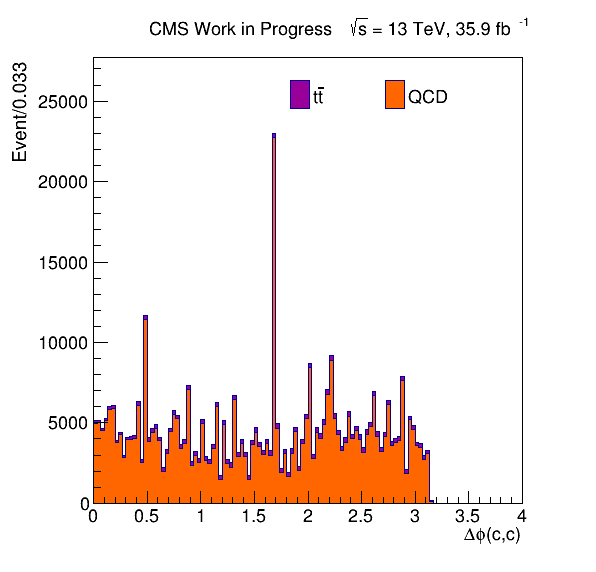 CMS Work in Progress √s = 13 TeV, 35.9 fb⁻¹
Event/0.033
tt̄ QCD
25000
20000
15000
10000
5000
0
0 0.5 1 1.5 2 2.5 3 3.5 4
Δϕ(c,c)